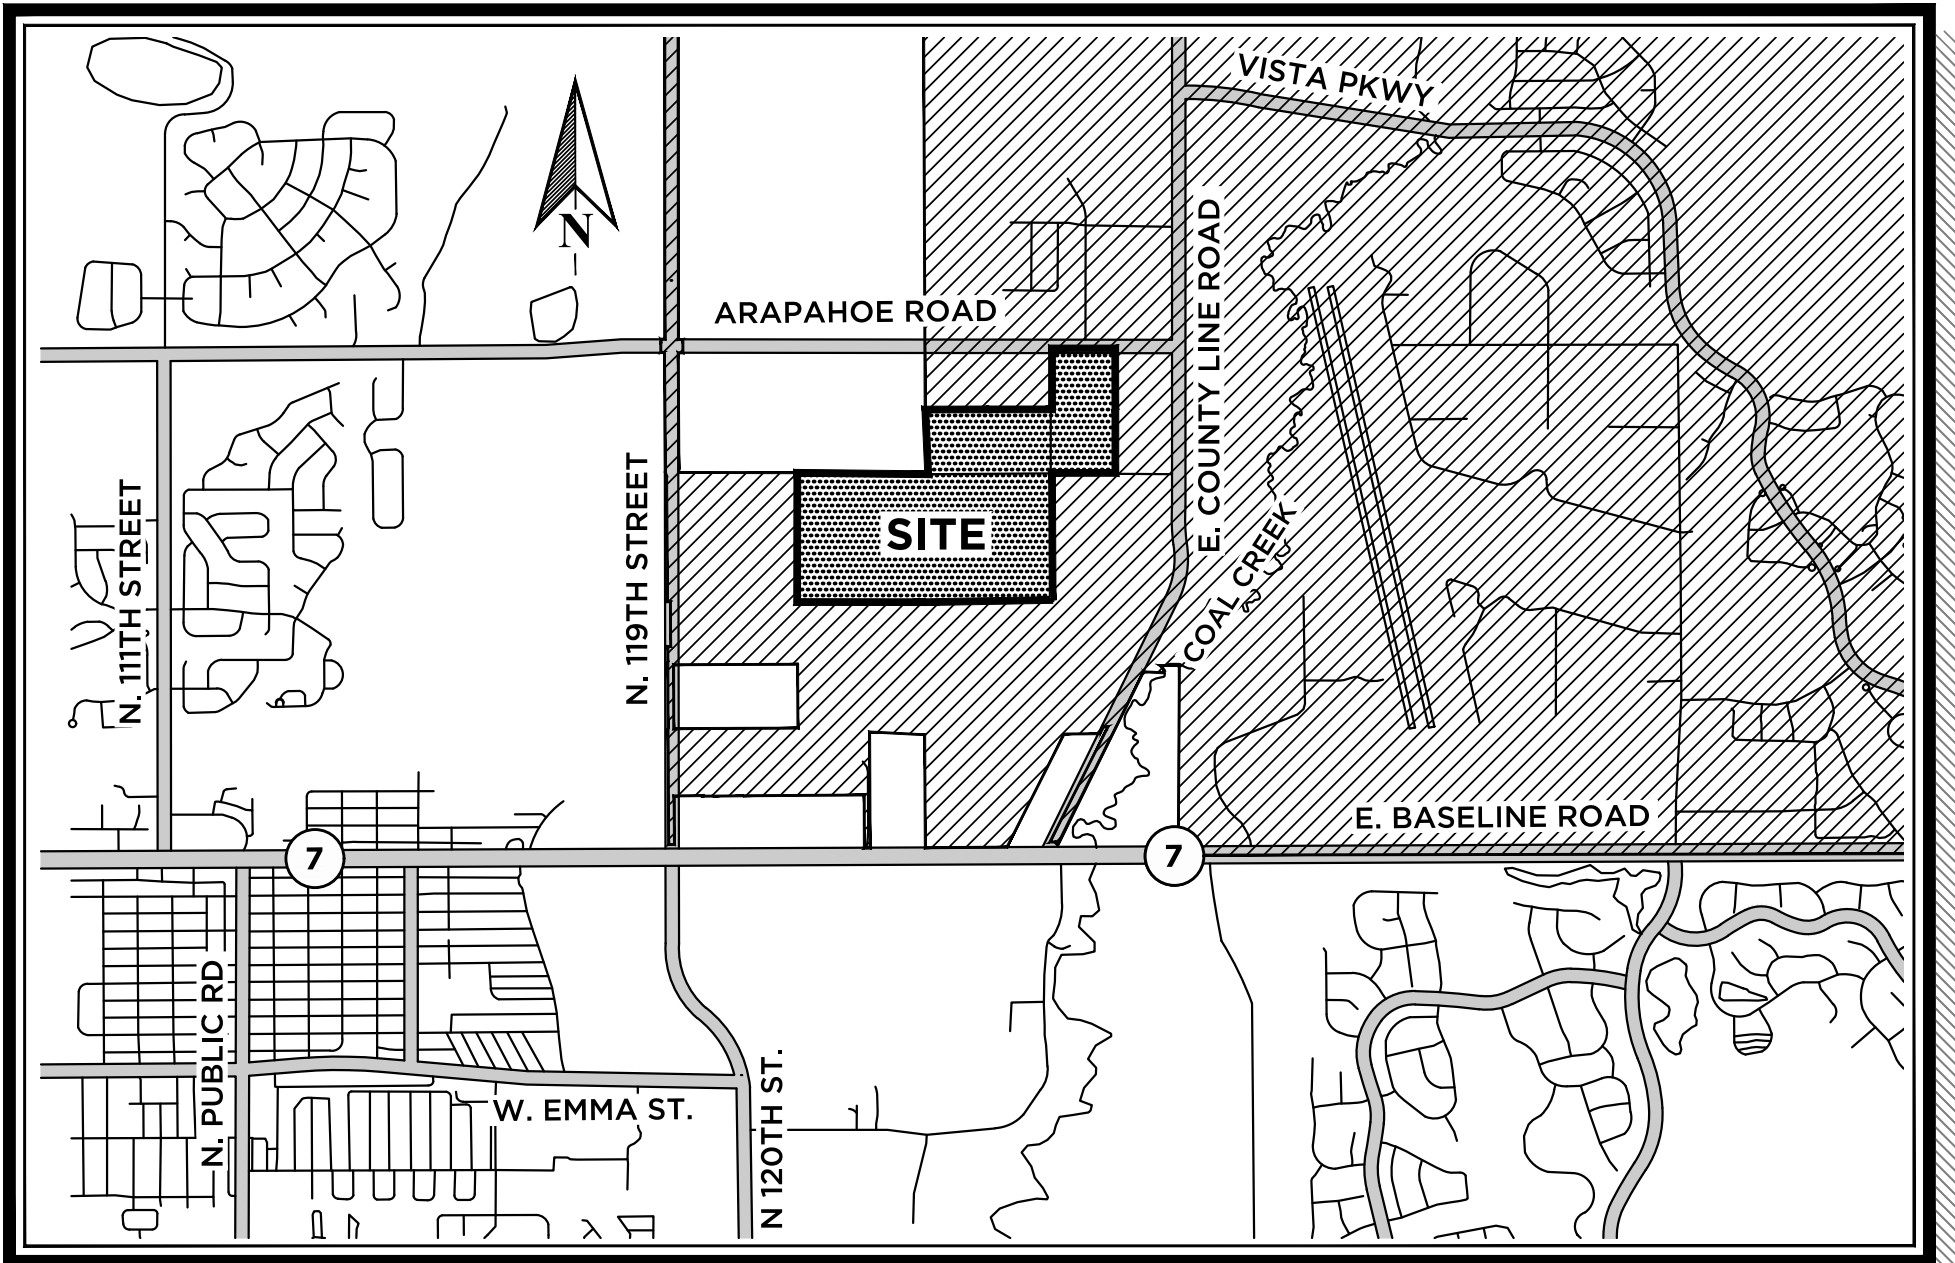 VISTA PKWY
N
ARAPAHOE ROAD
E. COUNTY LINE ROAD
N. 111TH STREET
N. 119TH STREET
SITE
COAL CREEK
E. BASELINE ROAD
7
7
N. PUBLIC RD
W. EMMA ST.
N 120TH ST.